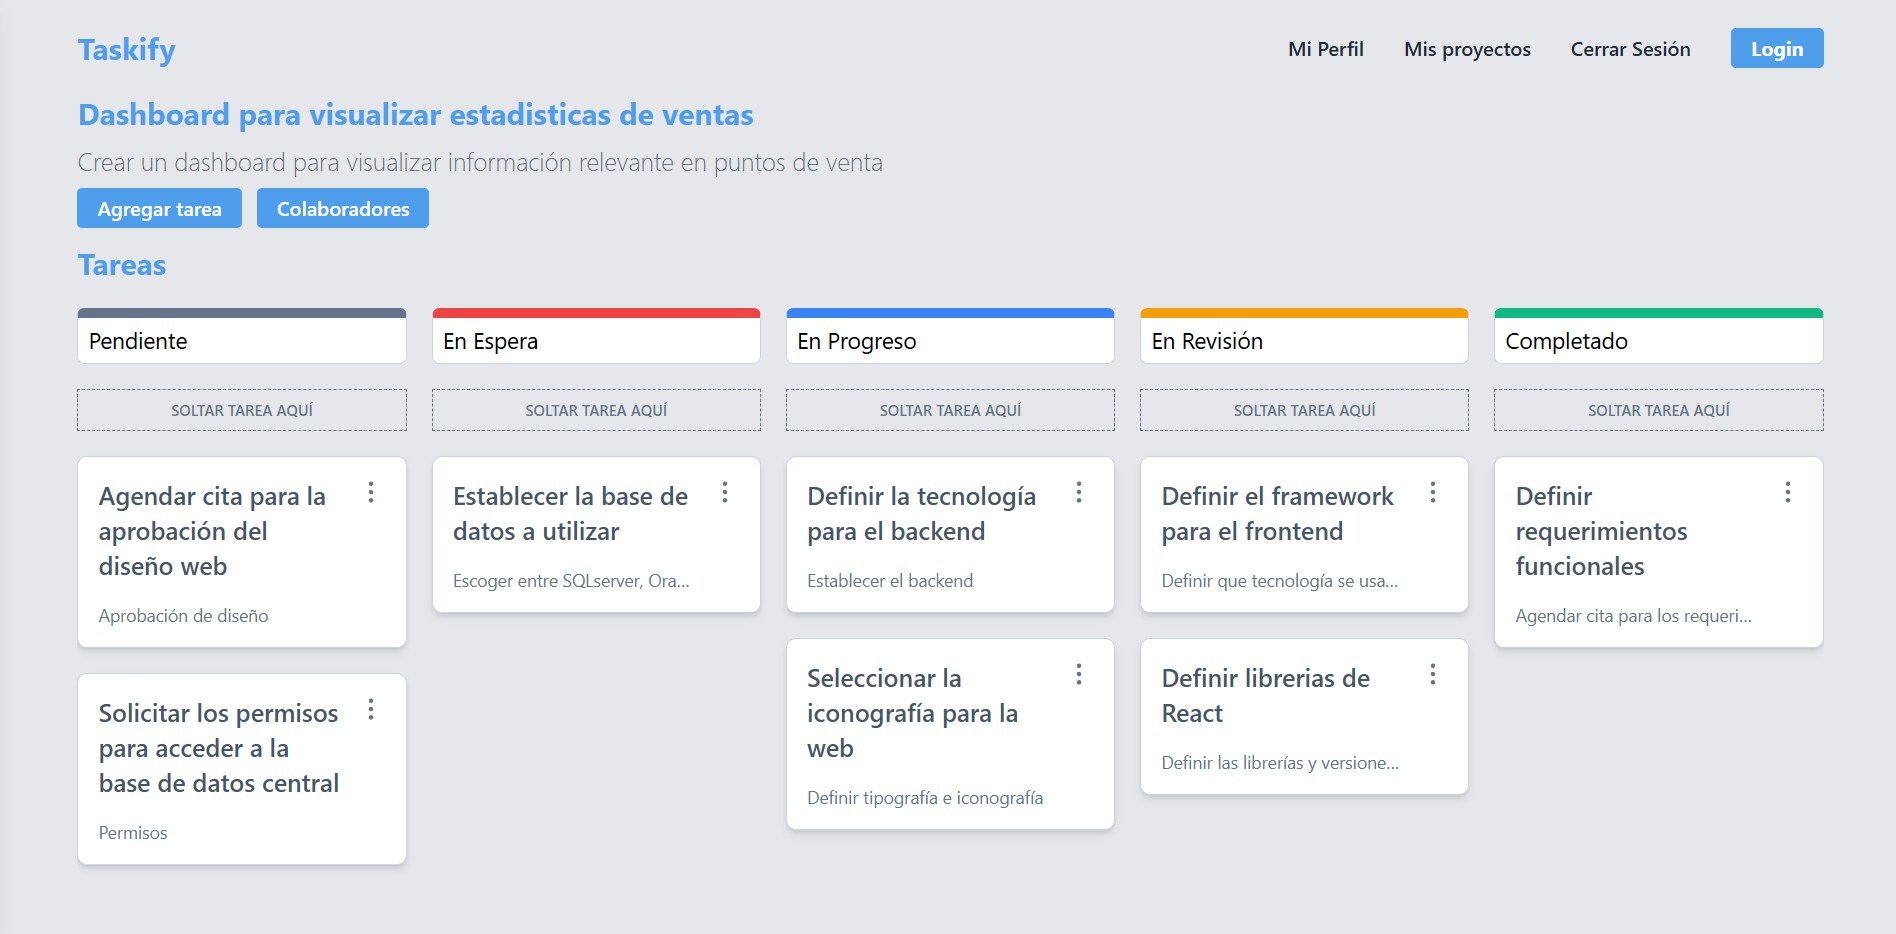 Taskify
Mi Perfil
Mis proyectos
Cerrar Sesión
Login
Dashboard para visualizar estadisticas de ventas
Crear un dashboard para visualizar información relevante en puntos de venta
Agregar tarea
Colaboradores
Tareas
Pendiente
SOLTAR TAREA AQUÍ
Agendar cita para la
aprobación del
diseño web
Aprobación de diseño
Solicitar los permisos
para acceder a la
base de datos central
Permisos
En Espera
SOLTAR TAREA AQUÍ
Establecer la base de
datos a utilizar
Escoger entre SQLserver, Ora...
En Progreso
SOLTAR TAREA AQUÍ
Definir la tecnología
para el backend
Establecer el backend
Seleccionar la
iconografía para la
web
Definir tipografía e iconografía
En Revisión
SOLTAR TAREA AQUÍ
Definir el framework
para el frontend
Definir que tecnología se usa...
Definir librerias de
React
Definir las librerías y versione...
Completado
SOLTAR TAREA AQUÍ
Definir
requerimientos
funcionales
Agendar cita para los requeri...